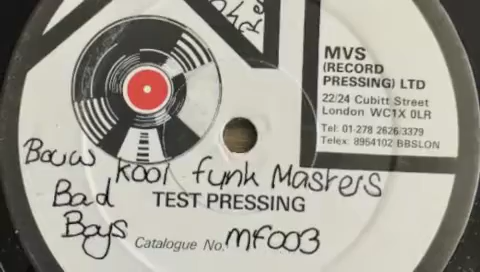 MVS
(RECORD
PRESSING) LTD
22/24 Cubitt Street
London WC1X 0LR
Tel: 01-278 2626/3379
Telex: 8954102 BBSLON
Kool Funk Masters
Bad
Boys
TEST PRESSING
Catalogue No. MF003